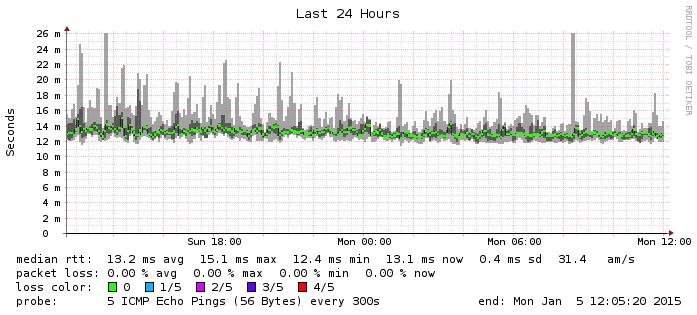 Last 24 Hours
RRDTOOL / TOBI OETIKER
Seconds
26 m
24 m
22 m
20 m
18 m
16 m
14 m
12 m
10 m
8 m
6 m
4 m
2 m
0
Sun 18:00 Mon 00:00 Mon 06:00 Mon 12:00
median rtt: 13.2 ms avg 15.1 ms max 12.4 ms min 13.1 ms now 0.4 ms sd 31.4 am/s
packet loss: 0.00 % avg 0.00 % max 0.00 % min 0.00 % now
loss color: 0 1/5 2/5 3/5 4/5
probe: 5 ICMP Echo Pings (56 Bytes) every 300s end: Mon Jan 5 12:05:20 2015